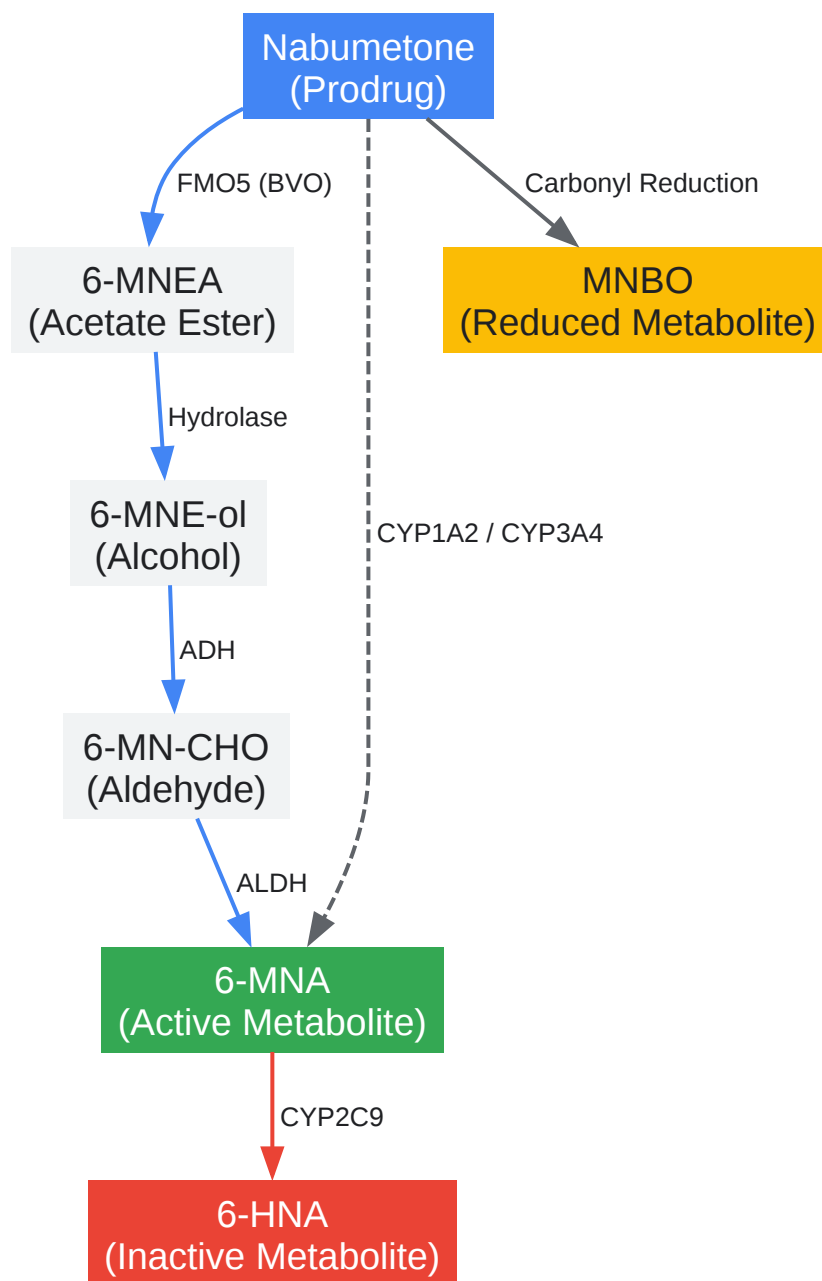 Nabumetone
(Prodrug)
FMO5 (BVO)
Carbonyl Reduction
6-MNEA
(Acetate Ester)
MNBO
(Reduced Metabolite)
Hydrolase
6-MNE-ol
(Alcohol)
CYP1A2 / CYP3A4
ADH
6-MN-CHO
(Aldehyde)
ALDH
6-MNA
(Active Metabolite)
CYP2C9
6-HNA
(Inactive Metabolite)